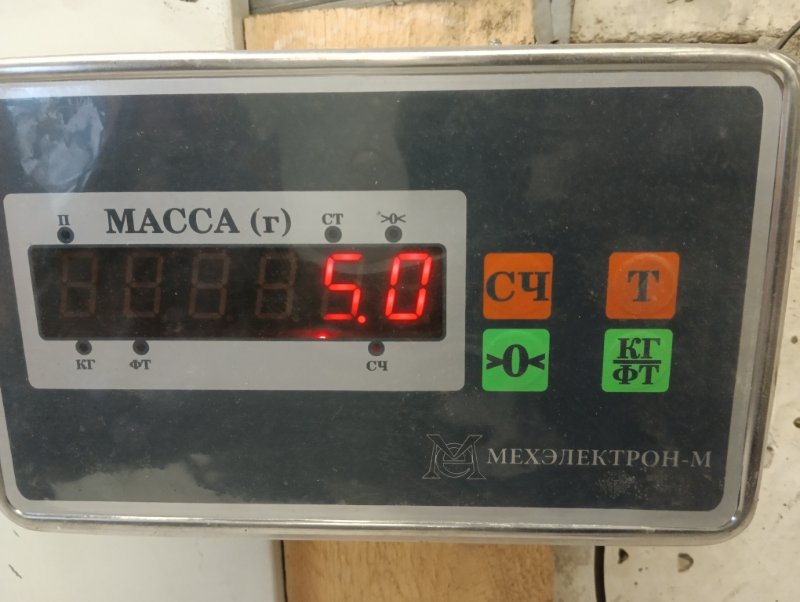 П МАССА (г) СТ >0<
5.0
КГ ФТ СЧ
СЧ Т
>0< КГ/ФТ
МЕХЭЛЕКТРОН-М